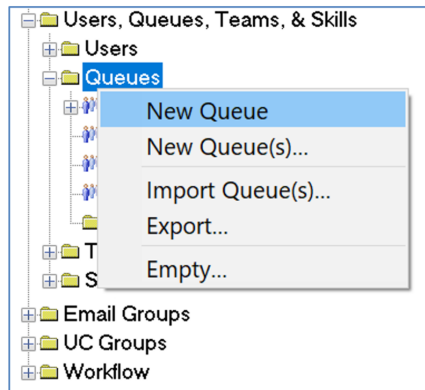 Users, Queues, Teams, & Skills
Users
Queues
New Queue
New Queue(s)...
Import Queue(s)...
Export...
Empty...
T
S
Email Groups
UC Groups
Workflow